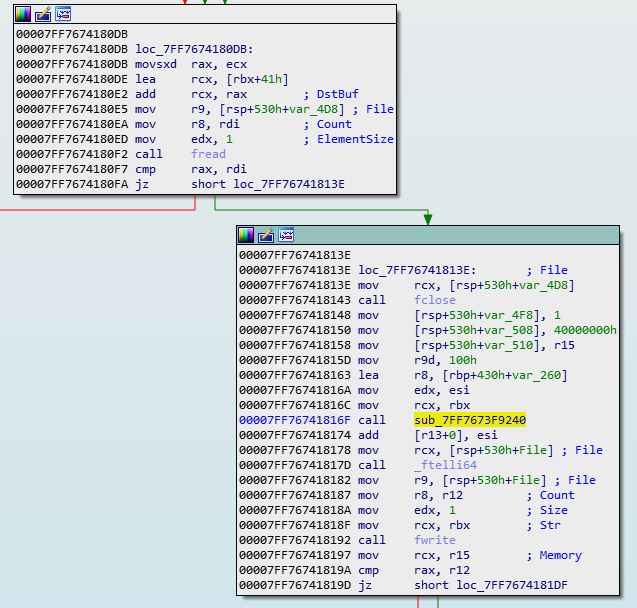 00007FF7674180DB
00007FF7674180DB loc_7FF7674180DB:
00007FF7674180DB movsxd rax, ecx
00007FF7674180DE lea rcx, [rbx+41h]
00007FF7674180E2 add rcx, rax ; DstBuf
00007FF7674180E5 mov r9, [rsp+530h+var_4D8] ; File
00007FF7674180EA mov r8, rdi ; Count
00007FF7674180ED mov edx, 1 ; ElementSize
00007FF7674180F2 call fread
00007FF7674180F7 cmp rax, rdi
00007FF7674180FA jz short loc_7FF76741813E
00007FF76741813E
00007FF76741813E loc_7FF76741813E: ; File
00007FF76741813E mov rcx, [rsp+530h+var_4D8]
00007FF767418143 call fclose
00007FF767418148 mov [rsp+530h+var_4F8], 1
00007FF767418150 mov [rsp+530h+var_508], 40000000h
00007FF767418158 mov [rsp+530h+var_510], r15
00007FF76741815D mov r9d, 100h
00007FF767418163 lea r8, [rbp+430h+var_260]
00007FF76741816A mov edx, esi
00007FF76741816C mov rcx, rbx
00007FF76741816F call sub_7FF7673F9240
00007FF767418174 add [r13+0], esi
00007FF767418178 mov rcx, [rsp+530h+File] ; File
00007FF76741817D call _ftelli64
00007FF767418182 mov r9, [rsp+530h+File] ; File
00007FF767418187 mov r8, r12 ; Count
00007FF76741818A mov edx, 1 ; Size
00007FF76741818F mov rcx, rbx ; Str
00007FF767418192 call fwrite
00007FF767418197 mov rcx, r15 ; Memory
00007FF76741819A cmp rax, r12
00007FF76741819D jz short loc_7FF7674181DF